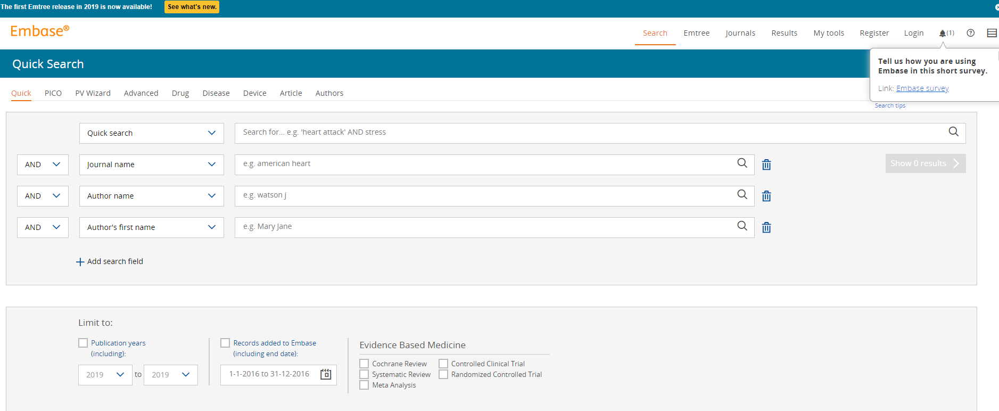 The first Emtree release in 2019 is now available! See what's new.
Embase®
Search Emtree Journals Results My tools Register Login (1)
Tell us how you are using
Embase in this short survey.
Link: Embase survey
Quick Search
Quick PICO PV Wizard Advanced Drug Disease Device Article Authors
Search tips
Quick search Search for... e.g. 'heart attack' AND stress
AND Journal name e.g. american heart Show 0 results
AND Author name e.g. watson j
AND Author's first name e.g. Mary Jane
Add search field
Limit to:
Publication years
(including):
2019 to 2019
Records added to Embase
(including end date):
1-1-2016 to 31-12-2016
Evidence Based Medicine
Cochrane Review Controlled Clinical Trial
Systematic Review Randomized Controlled Trial
Meta Analysis